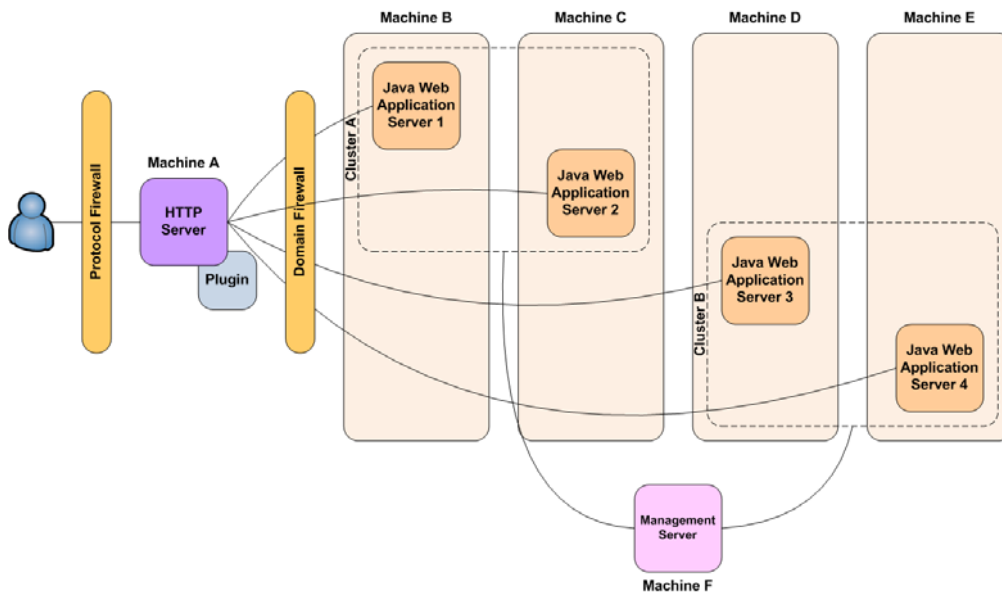 Machine B
Machine C
Machine D
Machine E
Java Web
Application
Server 1
Cluster A
Machine A
Protocol Firewall
HTTP
Server
Plugin
Domain Firewall
Java Web
Application
Server 2
Java Web
Application
Server 3
Cluster B
Java Web
Application
Server 4
Management
Server
Machine F